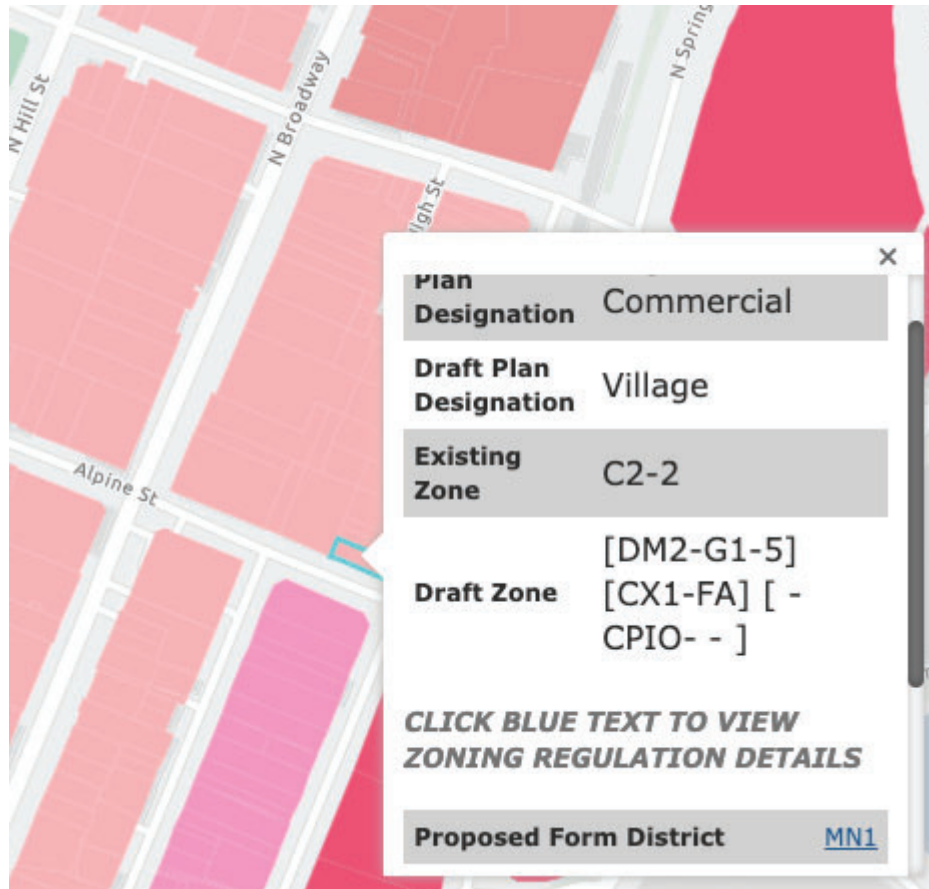 N Spring
N Hill St
N Broadway
Alpine St
×
Plan
Designation
Commercial
Draft Plan
Designation
Village
Existing
Zone
C2-2
Draft Zone
[DM2-G1-5]
[CX1-FA] [ -
CPIO- - ]
CLICK BLUE TEXT TO VIEW
ZONING REGULATION DETAILS
Proposed Form District
MN1